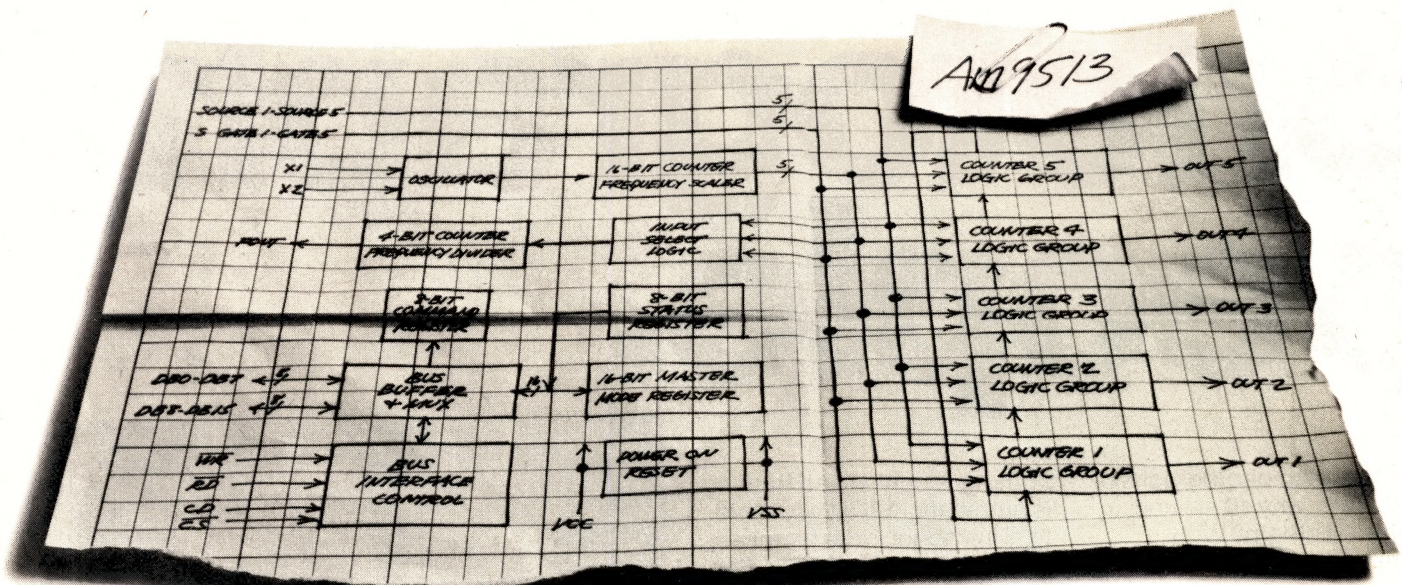 Am9513
SOURCE 1-SOURCE 5
5
S GATE 1-GATE 5
5
X1
X2
OSCILLATOR
16-BIT COUNTER
FREQUENCY SCALER
5
COUNTER 5
LOGIC GROUP
OUT 5
FOUT
4-BIT COUNTER
FREQUENCY DIVIDER
INPUT
SELECT
LOGIC
COUNTER 4
LOGIC GROUP
OUT 4
8-BIT
COMMAND
REGISTER
8-BIT
STATUS
REGISTER
COUNTER 3
LOGIC GROUP
OUT 3
DB0-DB7
8
DB8-DB15
8
BUS
BUFFER
& MUX
16
16-BIT MASTER
MODE REGISTER
COUNTER 2
LOGIC GROUP
OUT 2
WR
RD
C/D
CS
BUS
INTERFACE
CONTROL
POWER ON
RESET
VCC
VSS
COUNTER 1
LOGIC GROUP
OUT 1